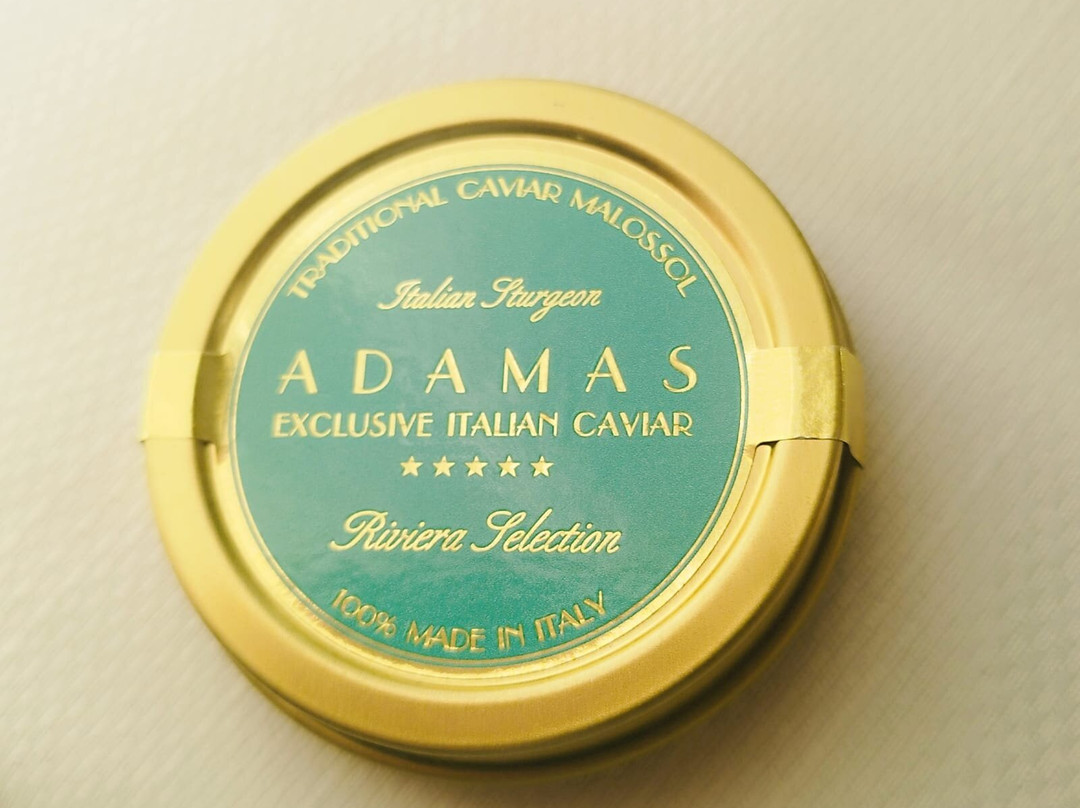 TRADITIONAL CAVIAR MALOSSOL
Italian Sturgeon
ADAMAS
EXCLUSIVE ITALIAN CAVIAR
Riviera Selection
100% MADE IN ITALY